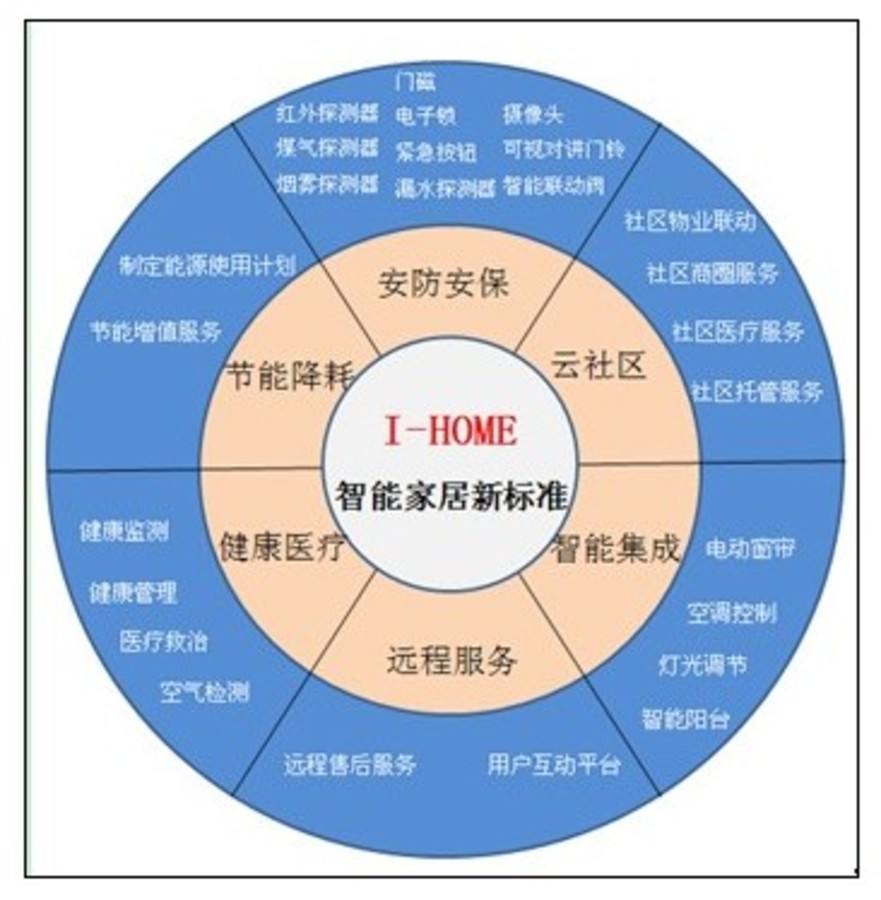 门磁
红外探测器 电子锁 摄像头
煤气探测器 紧急按钮 可视对讲门铃
烟雾探测器 漏水探测器 智能联动阀
安防安保
社区物业联动
社区商圈服务
社区医疗服务
社区托管服务
云社区
制定能源使用计划
节能增值服务
节能降耗
I-HOME
智能家居新标准
健康医疗
健康监测
健康管理
医疗救治
空气检测
智能集成
电动窗帘
空调控制
灯光调节
智能阳台
远程服务
远程售后服务 用户互动平台